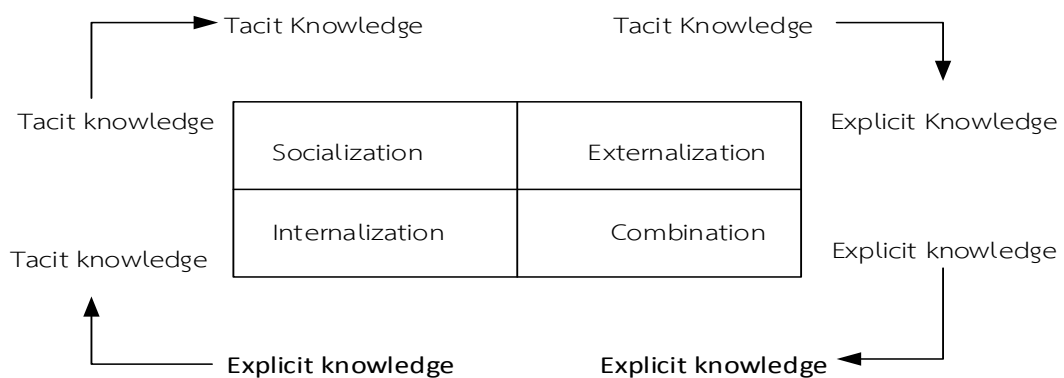 Tacit Knowledge Tacit Knowledge
Tacit knowledge Explicit Knowledge
Socialization Externalization
Internalization Combination
Tacit knowledge Explicit knowledge
Explicit knowledge Explicit knowledge